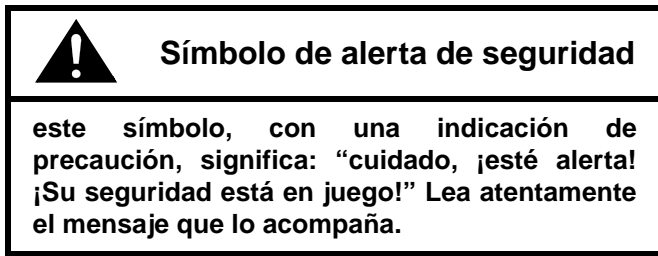 Símbolo de alerta de seguridad
este símbolo, con una indicación de
precaución, significa: “cuidado, ¡esté alerta!
¡Su seguridad está en juego!” Lea atentamente
el mensaje que lo acompaña.